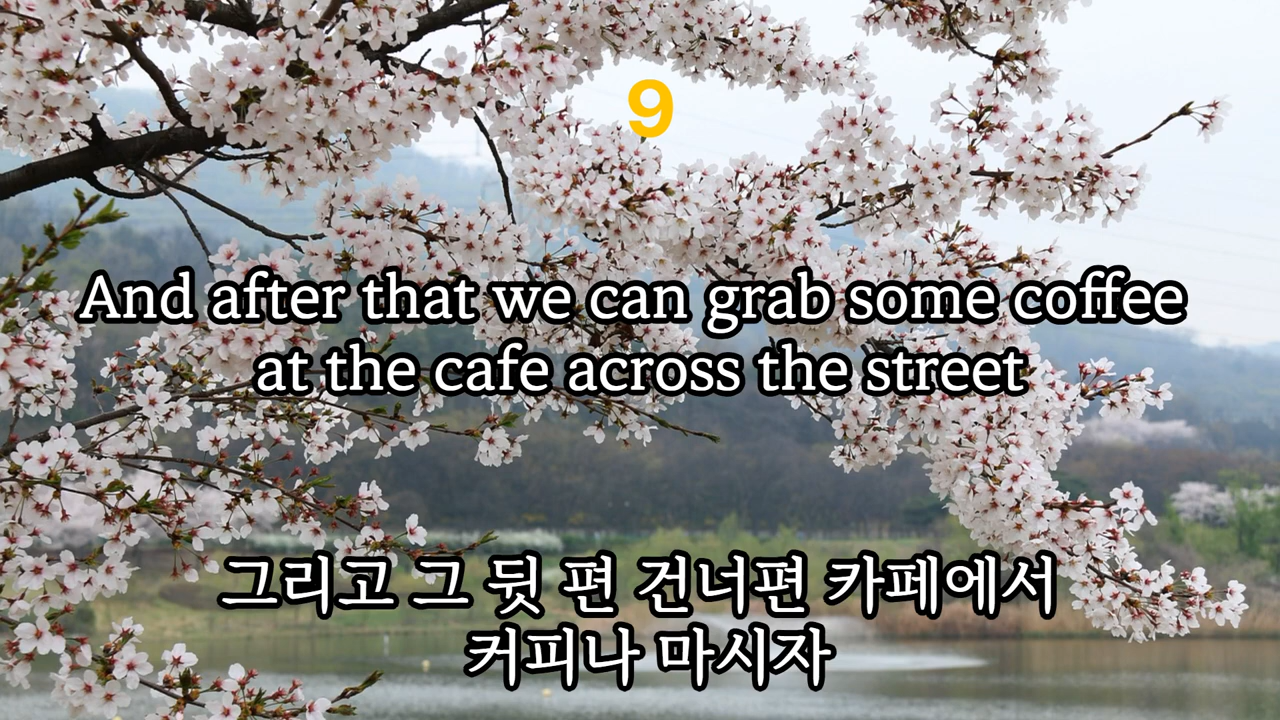 9
And after that we can grab some coffee
at the cafe across the street
그리고 그 뒷 편 건너편 카페에서
커피나 마시자